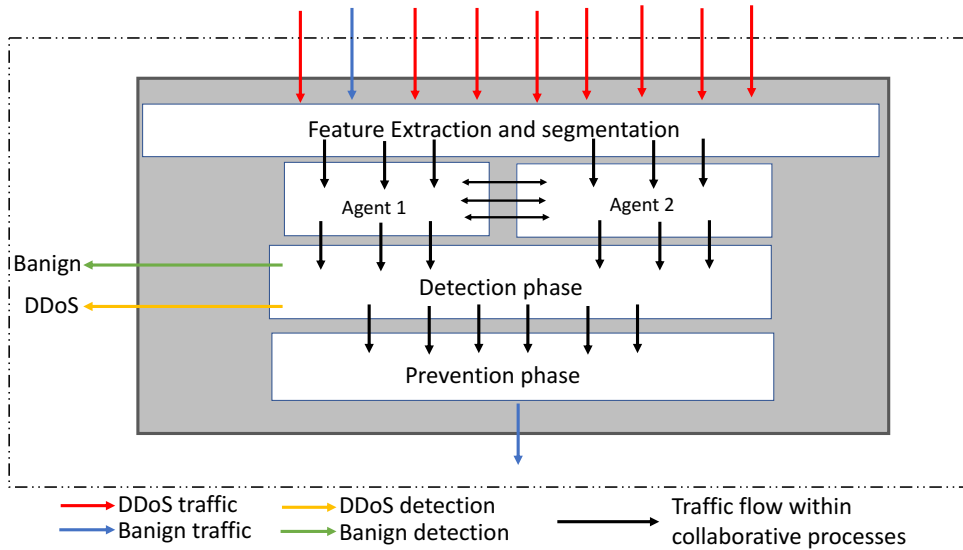 Feature Extraction and segmentation
Agent 1
Agent 2
Banign
Detection phase
DDoS
Prevention phase
DDoS traffic
DDoS detection
Traffic flow within
Banign traffic
Banign detection
collaborative processes